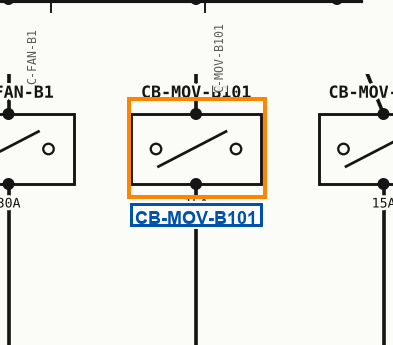 C-FAN-B1
C-MOV-B101
FAN-B1
CB-MOV-B101
CB-MOV-
30A
15A
CB-MOV-B101